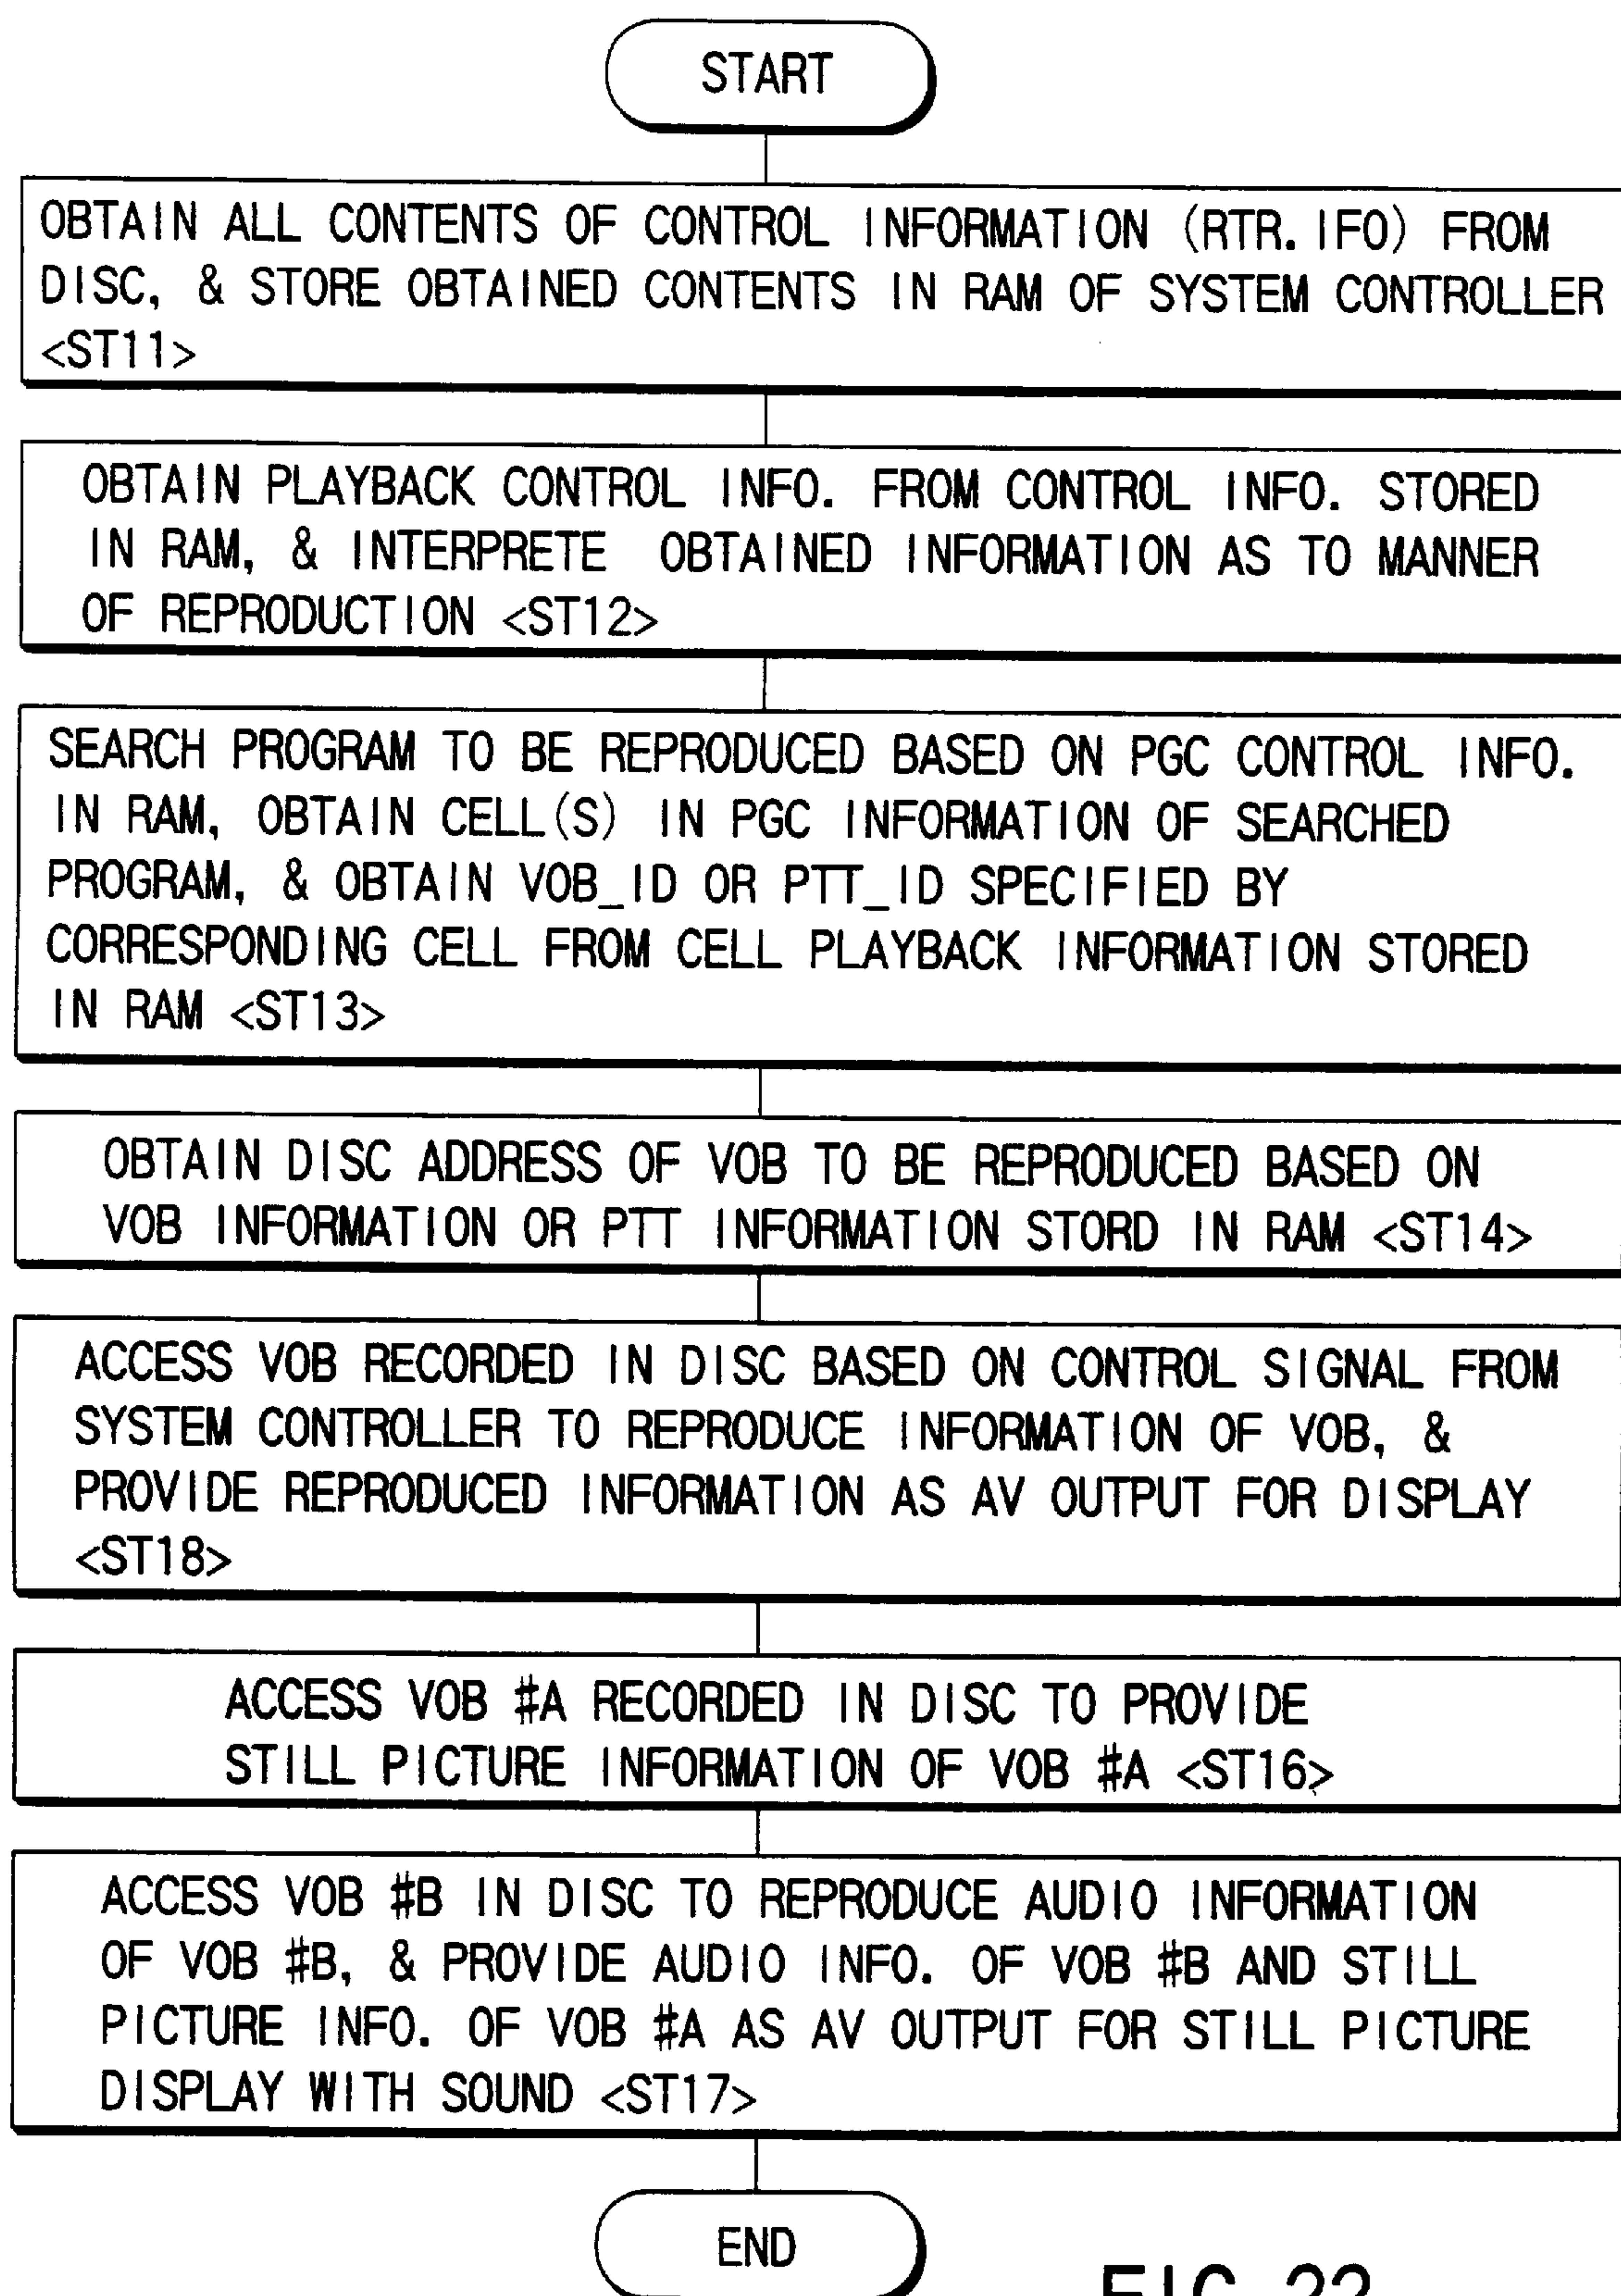 START
OBTAIN ALL CONTENTS OF CONTROL INFORMATION (RTR.IFO) FROM
DISC, & STORE OBTAINED CONTENTS IN RAM OF SYSTEM CONTROLLER
<ST11>
OBTAIN PLAYBACK CONTROL INFO. FROM CONTROL INFO. STORED
IN RAM, & INTERPRETE OBTAINED INFORMATION AS TO MANNER
OF REPRODUCTION <ST12>
SEARCH PROGRAM TO BE REPRODUCED BASED ON PGC CONTROL INFO.
IN RAM, OBTAIN CELL(S) IN PGC INFORMATION OF SEARCHED
PROGRAM, & OBTAIN VOB_ID OR PTT_ID SPECIFIED BY
CORRESPONDING CELL FROM CELL PLAYBACK INFORMATION STORED
IN RAM <ST13>
OBTAIN DISC ADDRESS OF VOB TO BE REPRODUCED BASED ON
VOB INFORMATION OR PTT INFORMATION STORD IN RAM <ST14>
ACCESS VOB RECORDED IN DISC BASED ON CONTROL SIGNAL FROM
SYSTEM CONTROLLER TO REPRODUCE INFORMATION OF VOB, &
PROVIDE REPRODUCED INFORMATION AS AV OUTPUT FOR DISPLAY
<ST18>
ACCESS VOB #A RECORDED IN DISC TO PROVIDE
STILL PICTURE INFORMATION OF VOB #A <ST16>
ACCESS VOB #B IN DISC TO REPRODUCE AUDIO INFORMATION
OF VOB #B, & PROVIDE AUDIO INFO. OF VOB #B AND STILL
PICTURE INFO. OF VOB #A AS AV OUTPUT FOR STILL PICTURE
DISPLAY WITH SOUND <ST17>
END